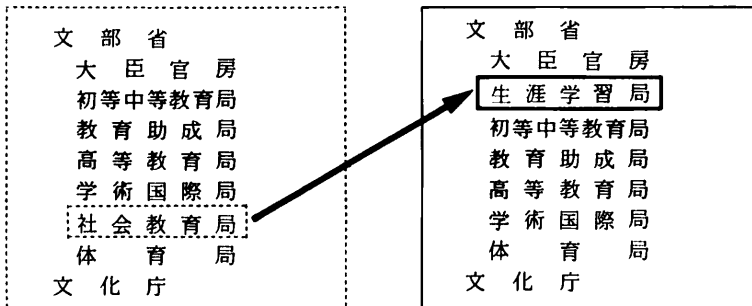 文部省
大臣官房
初等中等教育局
教育助成局
高等教育局
学術国際局
社会教育局
体育局
文化庁
文部省
大臣官房
生涯学習局
初等中等教育局
教育助成局
高等教育局
学術国際局
体育局
文化庁